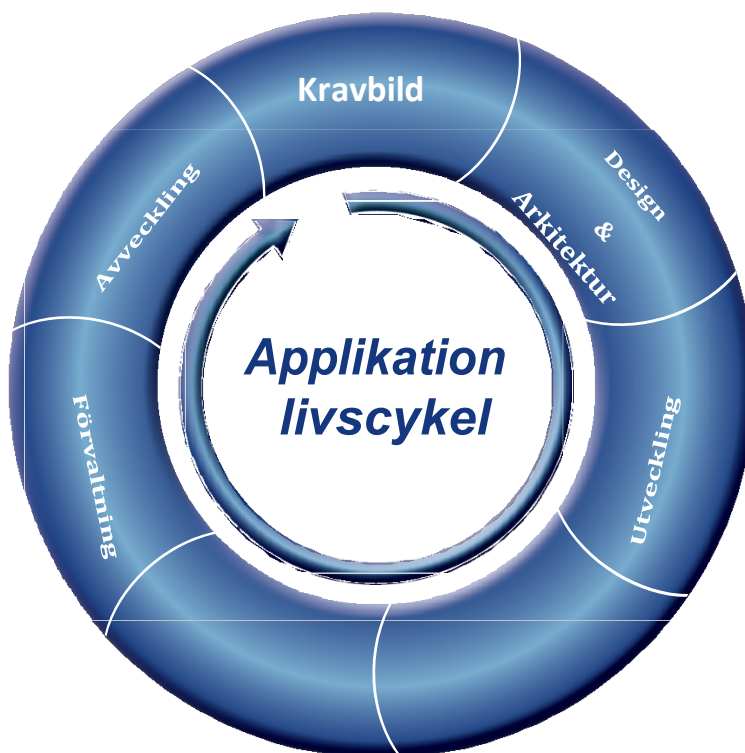 Kravbild
Design
&
Arkitektur
Utveckling
Förvaltning
Avveckling
Applikation
livscykel